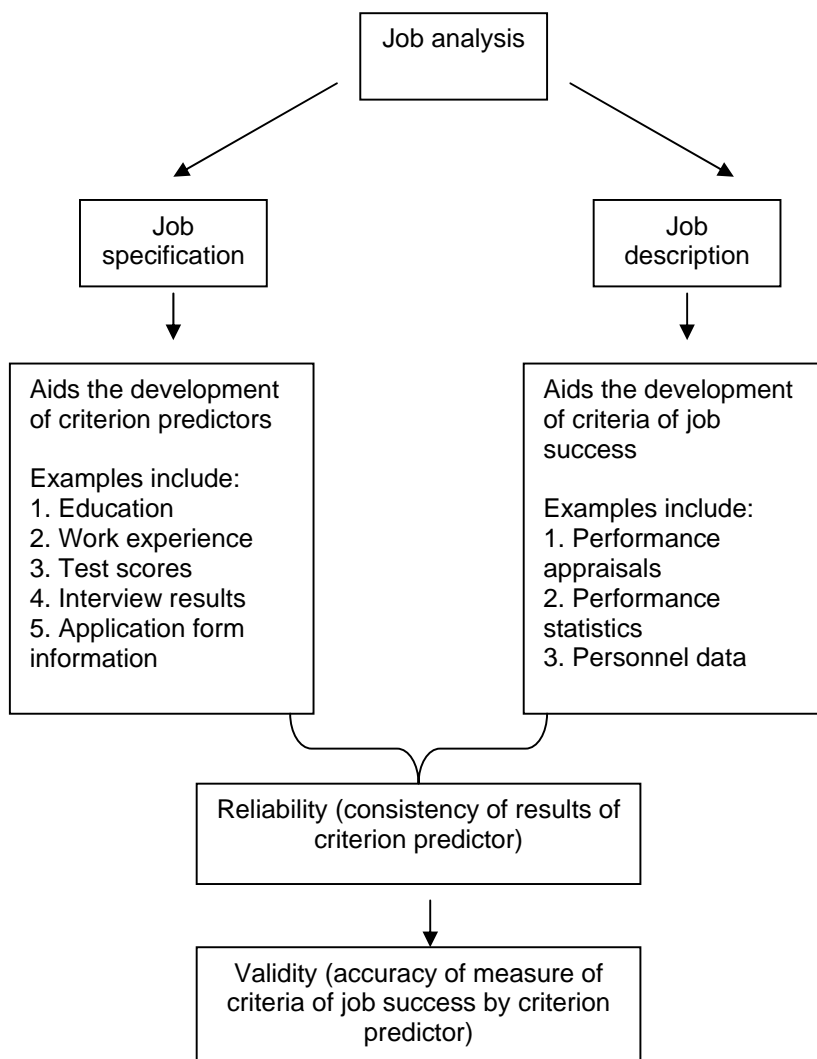 Job analysis
Job
specification
Job
description
Aids the development
of criterion predictors
Examples include:
1. Education
2. Work experience
3. Test scores
4. Interview results
5. Application form
information
Aids the development
of criteria of job
success
Examples include:
1. Performance
appraisals
2. Performance
statistics
3. Personnel data
Reliability (consistency of results of
criterion predictor)
Validity (accuracy of measure of
criteria of job success by criterion
predictor)